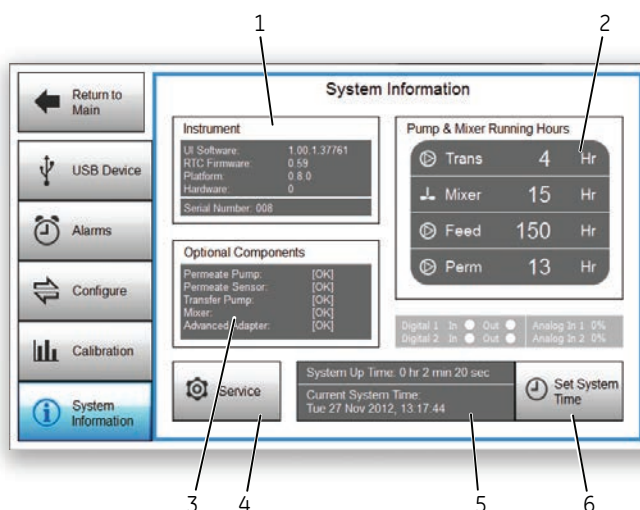 1
2
Return to
Main
USB Device
Alarms
Configure
Calibration
System
Information
System Information
Instrument
UI Software: 1.00.1.37761
RTC Firmware: 0.59
Platform: 0.8.0
Hardware: 0
Serial Number: 008
Pump & Mixer Running Hours
Trans 4 Hr
Mixer 15 Hr
Feed 150 Hr
Perm 13 Hr
Optional Components
Permeate Pump: [OK]
Permeate Sensor: [OK]
Transfer Pump: [OK]
Mixer: [OK]
Advanced Adapter: [OK]
Digital 1 : In Out Analog In 1 0%
Digital 2 : In Out Analog In 2 0%
Service
System Up Time: 0 hr 2 min 20 sec
Current System Time:
Tue 27 Nov 2012, 13:17:44
Set System
Time
3
4
5
6